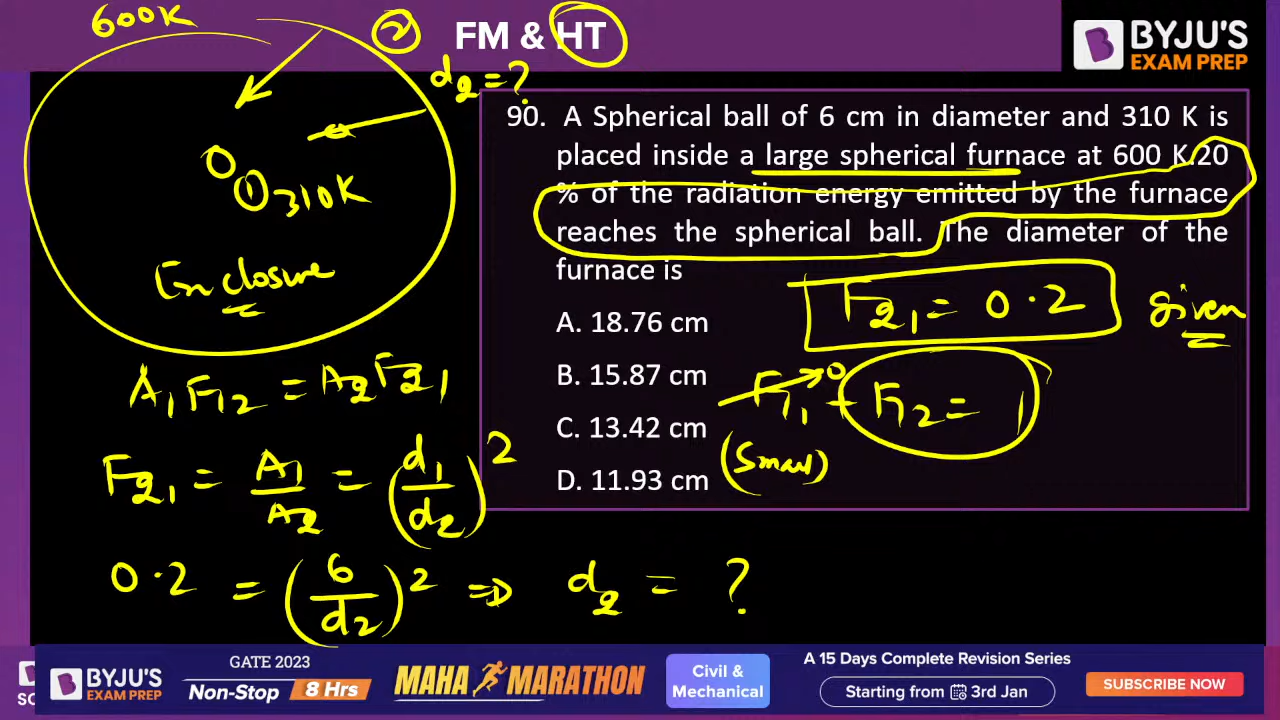 600K
②
FM & HT
BYJU'S
EXAM PREP
d₂ = ?
90. A Spherical ball of 6 cm in diameter and 310 K is
placed inside a large spherical furnace at 600 K.20
% of the radiation energy emitted by the furnace
reaches the spherical ball. The diameter of the
furnace is
① 310K
Enclosure
F₂₁ = 0.2 given
A. 18.76 cm
B. 15.87 cm
C. 13.42 cm
D. 11.93 cm
F₁₁→0 + F₁₂ = 1
(Small)
A₁F₁₂ = A₂F₂₁
F₂₁ = A₁/A₂ = (d₁/d₂)²
0.2 = (6/d₂)² ⇒ d₂ = ?
SC
BYJU'S
EXAM PREP
GATE 2023
Non-Stop 8 Hrs
MAHA MARATHON
Civil &
Mechanical
A 15 Days Complete Revision Series
Starting from 3rd Jan
SUBSCRIBE NOW